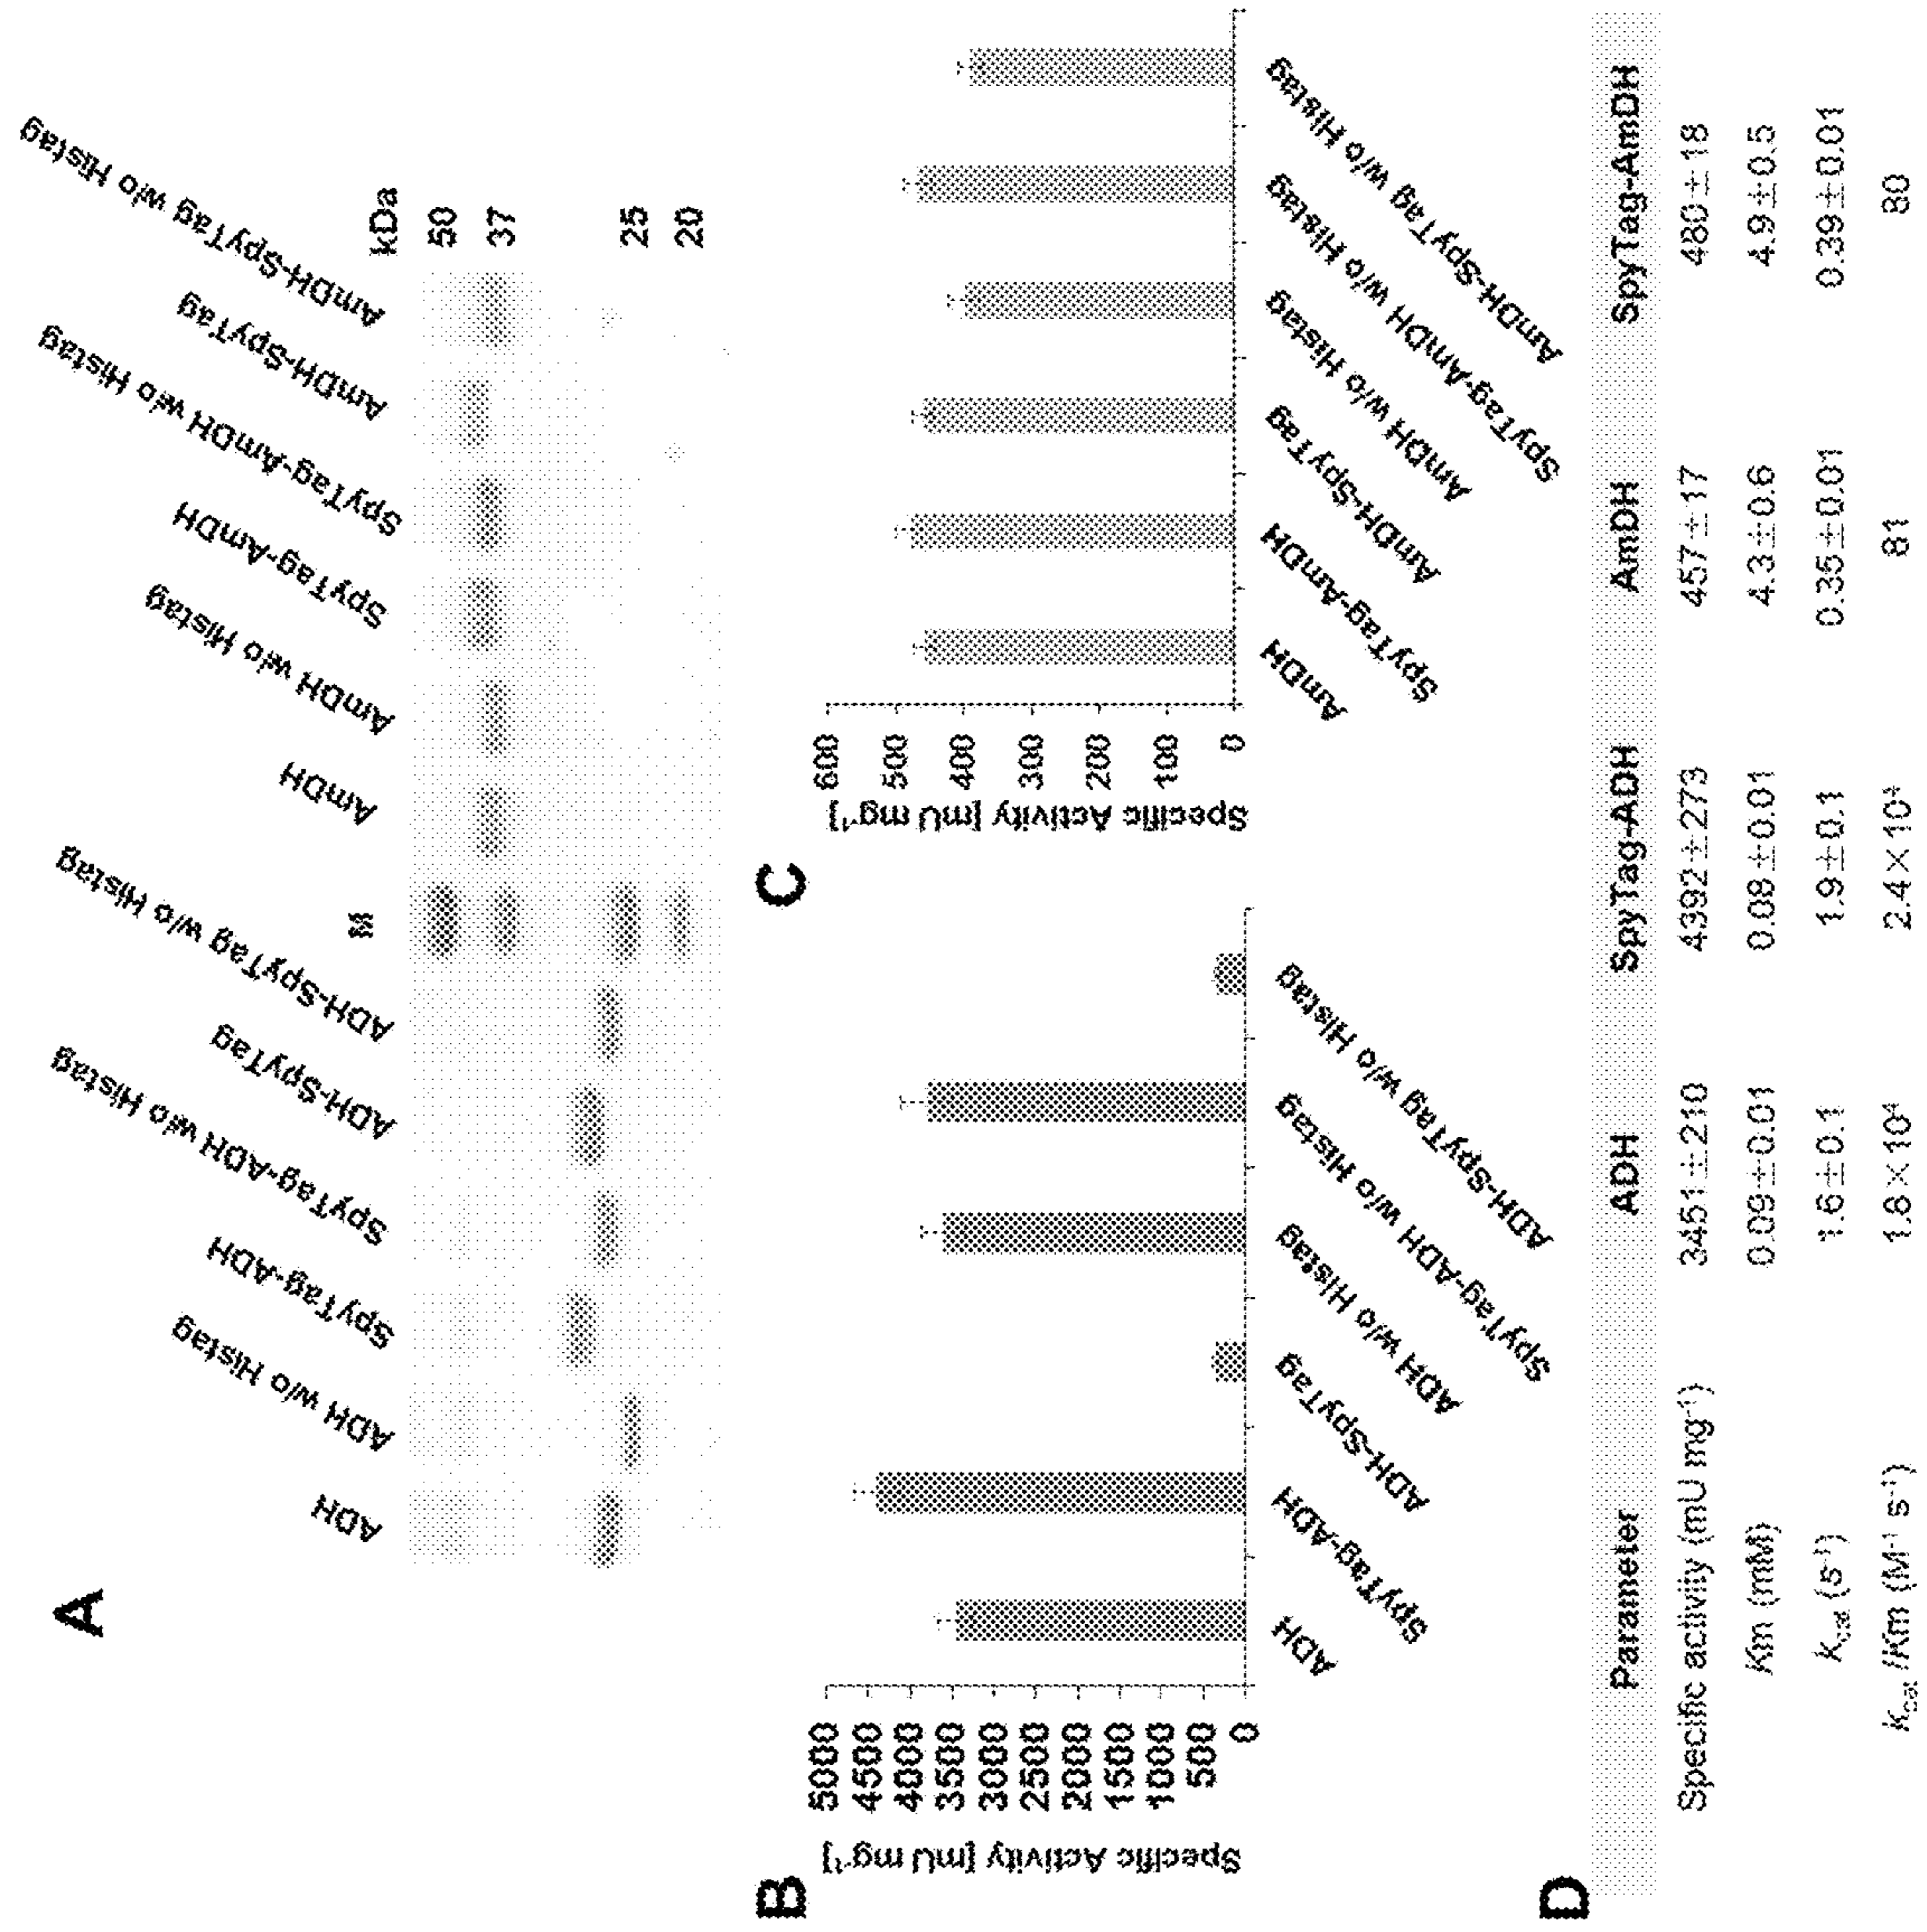 A
ADH
ADH w/o Histag
SpyTag-ADH
SpyTag-ADH w/o Histag
ADH-SpyTag
ADH-SpyTag w/o Histag
M
AmDH
AmDH w/o Histag
SpyTag-AmDH
SpyTag-AmDH w/o Histag
AmDH-SpyTag
AmDH-SpyTag w/o Histag
kDa
50
37
25
20
B
Specific Activity [mU mg⁻¹]
5000
4500
4000
3500
3000
2500
2000
1500
1000
500
0
ADH
SpyTag-ADH
ADH-SpyTag
ADH w/o Histag
SpyTag-ADH w/o Histag
ADH-SpyTag w/o Histag
C
Specific Activity [mU mg⁻¹]
600
500
400
300
200
100
0
AmDH
SpyTag-AmDH
AmDH-SpyTag
AmDH w/o Histag
SpyTag-AmDH w/o Histag
AmDH-SpyTag w/o Histag
D
Parameter ADH SpyTag-ADH AmDH SpyTag-AmDH
Specific activity (mU mg⁻¹) 3451±210 4392±273 457±17 480±18
Km (mM) 0.09±0.01 0.08±0.01 4.3±0.6 4.9±0.5
kcat (s⁻¹) 1.6±0.1 1.9±0.1 0.35±0.01 0.39±0.01
kcat /Km (M⁻¹ s⁻¹) 1.8×10⁴ 2.4×10⁴ 81 80